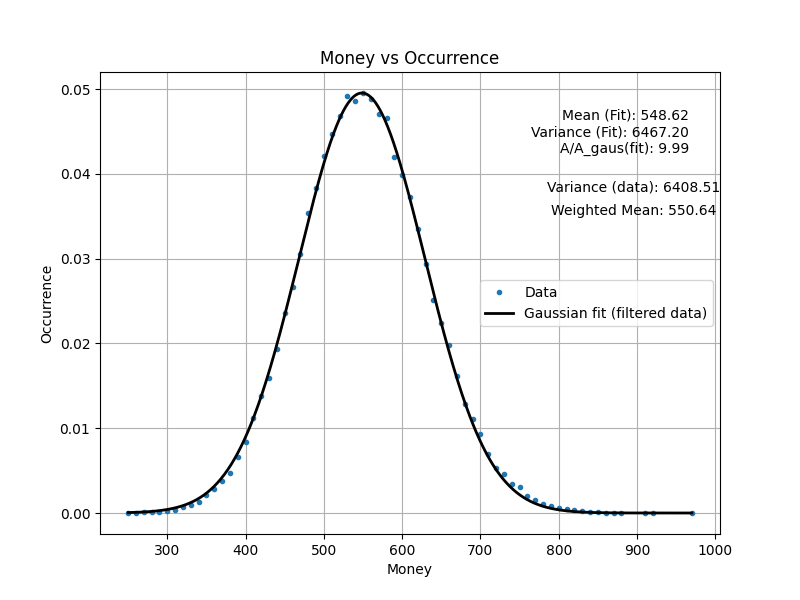 Money vs Occurrence
0.05
0.04
0.03
0.02
0.01
0.00
Occurrence
Mean (Fit): 548.62
Variance (Fit): 6467.20
A/A_gaus(fit): 9.99
Variance (data): 6408.51
Weighted Mean: 550.64
Data
Gaussian fit (filtered data)
300 400 500 600 700 800 900 1000
Money